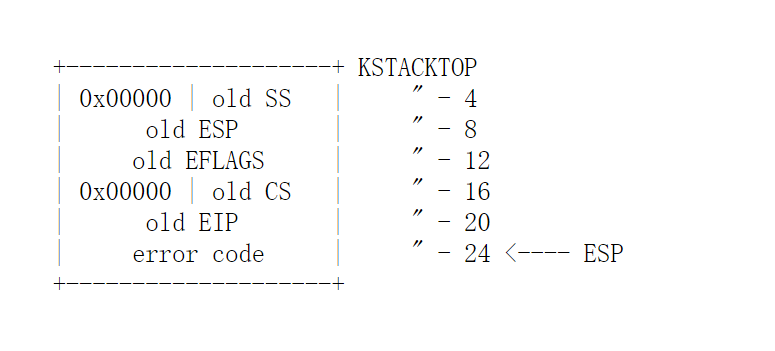 +--------------------+ KSTACKTOP
| 0x00000 | old SS   |     " - 4
|      old ESP       |     " - 8
|     old EFLAGS     |     " - 12
| 0x00000 | old CS   |     " - 16
|      old EIP       |     " - 20
|     error code     |     " - 24 <---- ESP
+--------------------+